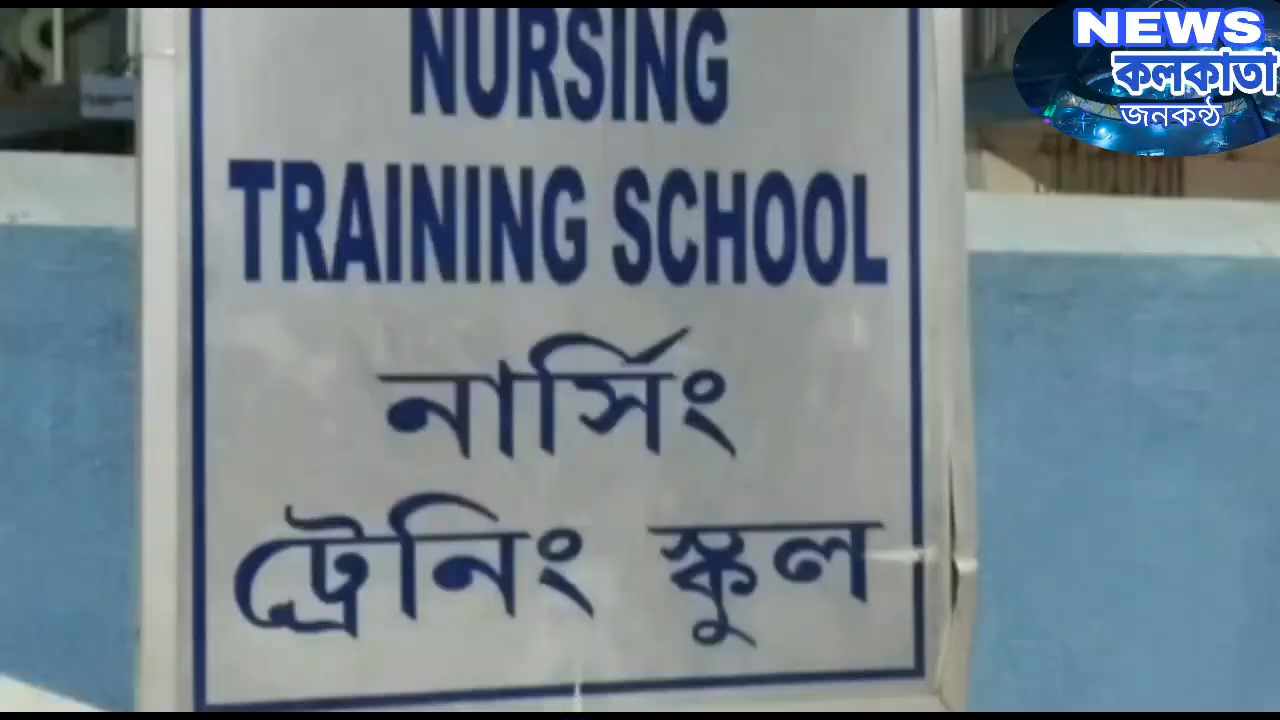 NURSING
TRAINING SCHOOL
নার্সিং
ট্রেনিং স্কুল
NEWS
কলকাতা
জনকন্ঠ